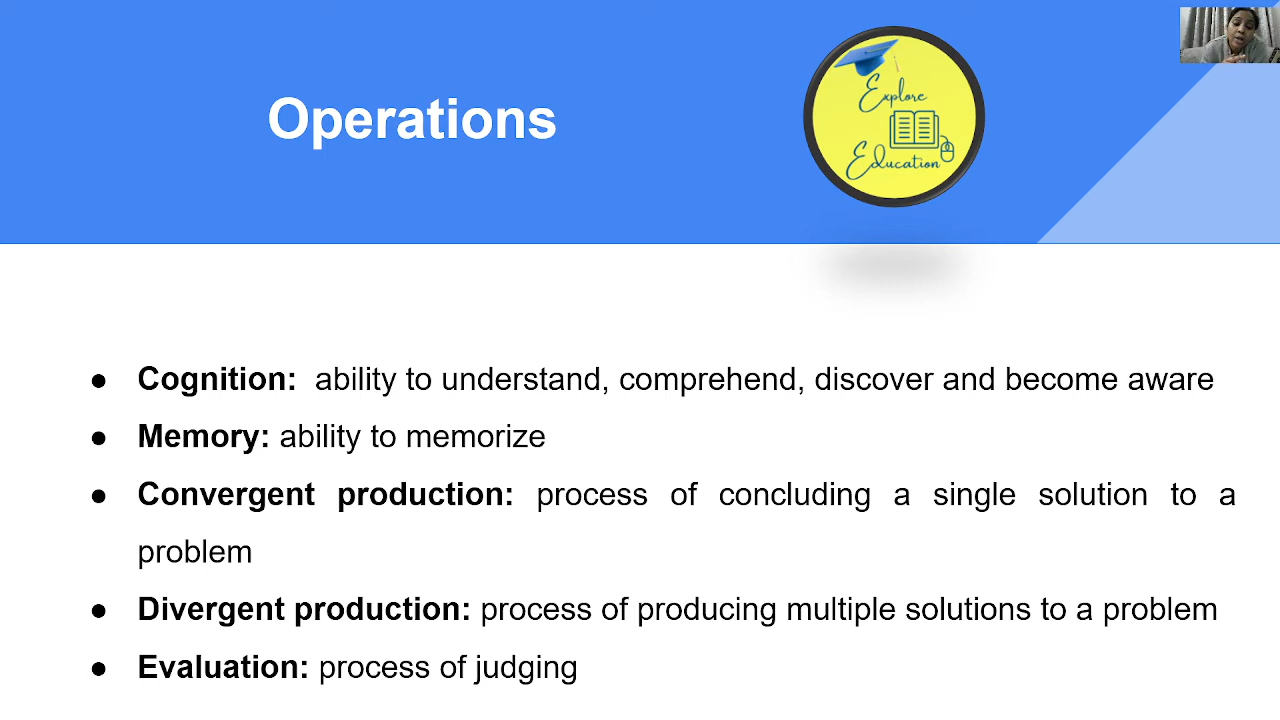 Operations
Explore
Education
● Cognition: ability to understand, comprehend, discover and become aware
● Memory: ability to memorize
● Convergent production: process of concluding a single solution to a
problem
● Divergent production: process of producing multiple solutions to a problem
● Evaluation: process of judging